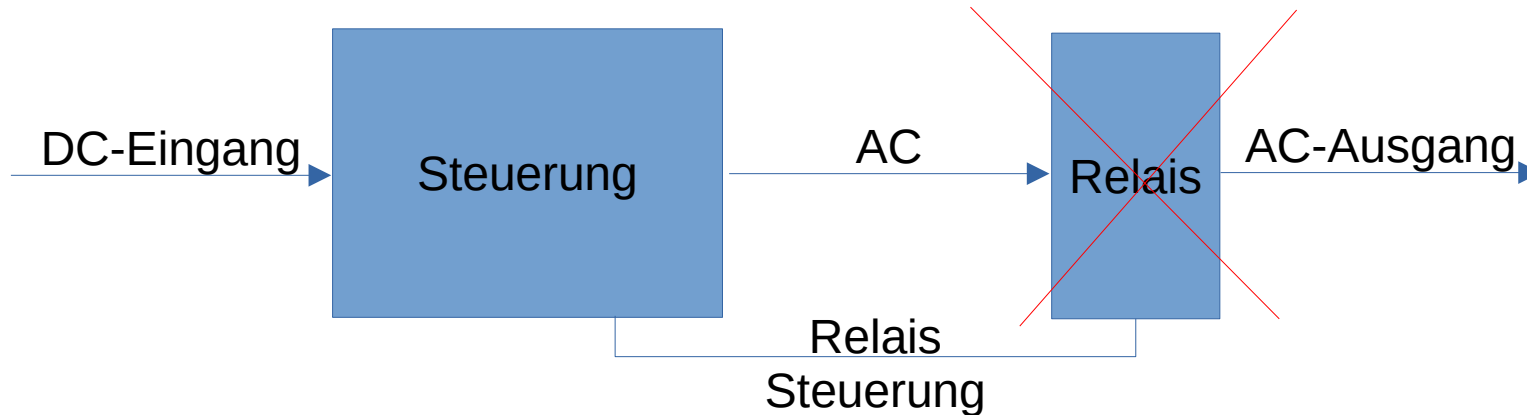 DC-Eingang
Steuerung
AC
Relais
AC-Ausgang
Relais
Steuerung